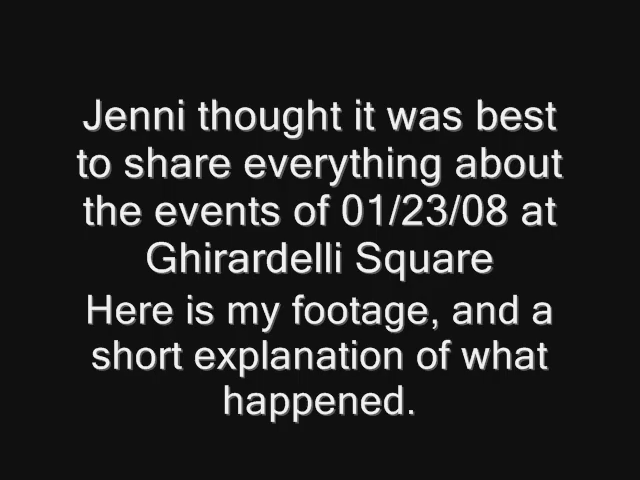 Jenni thought it was best
to share everything about
the events of 01/23/08 at
Ghirardelli Square
Here is my footage, and a
short explanation of what
happened.